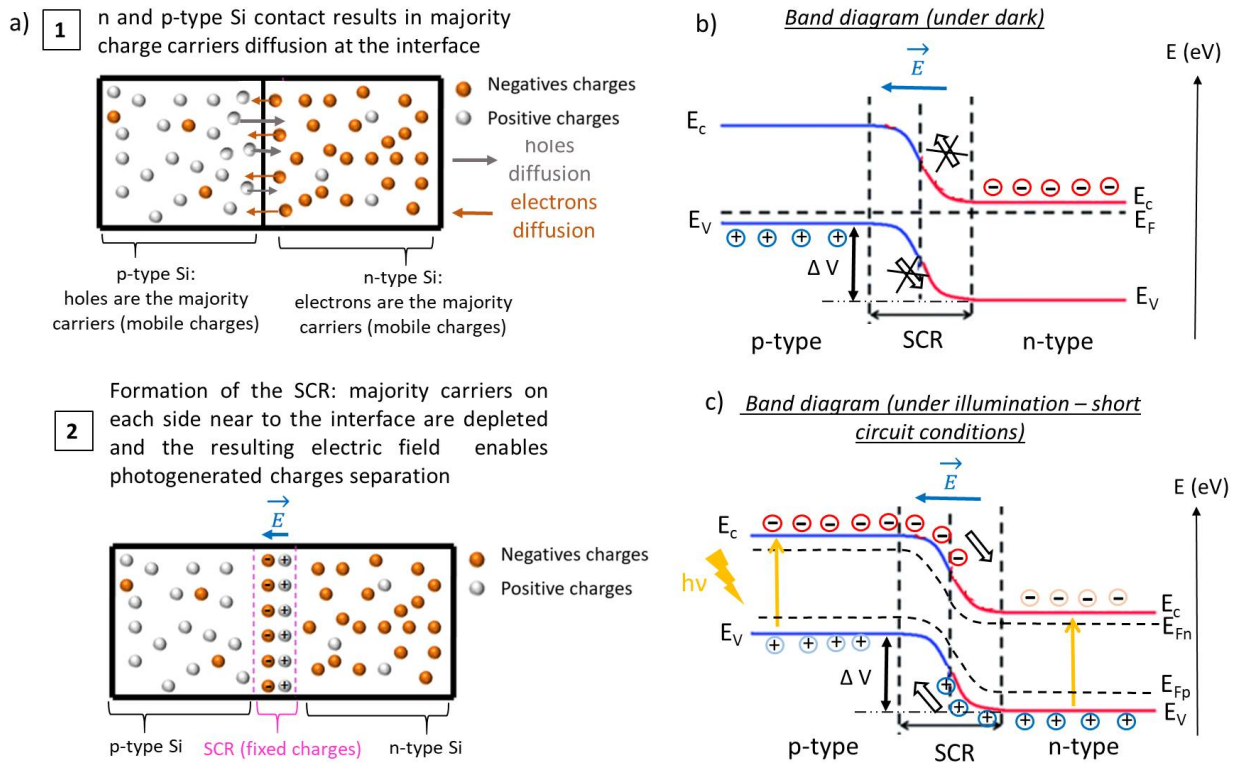 a)
1
n and p-type Si contact results in majority
charge carriers diffusion at the interface
Negatives charges
Positive charges
holes
diffusion
electrons
diffusion
p-type Si:
holes are the majority
carriers (mobile charges)
n-type Si:
electrons are the majority
carriers (mobile charges)
2
Formation of the SCR: majority carriers on
each side near to the interface are depleted
and the resulting electric field enables
photogenerated charges separation
E
Negatives charges
Positive charges
p-type Si
SCR (fixed charges)
n-type Si
b)
Band diagram (under dark)
E
E (eV)
Ec
Ec
EF
EV
Δ V
EV
p-type
SCR
n-type
c)
Band diagram (under illumination – short
circuit conditions)
E
E (eV)
Ec
hν
Ec
EFn
EV
Δ V
EFp
EV
p-type
SCR
n-type